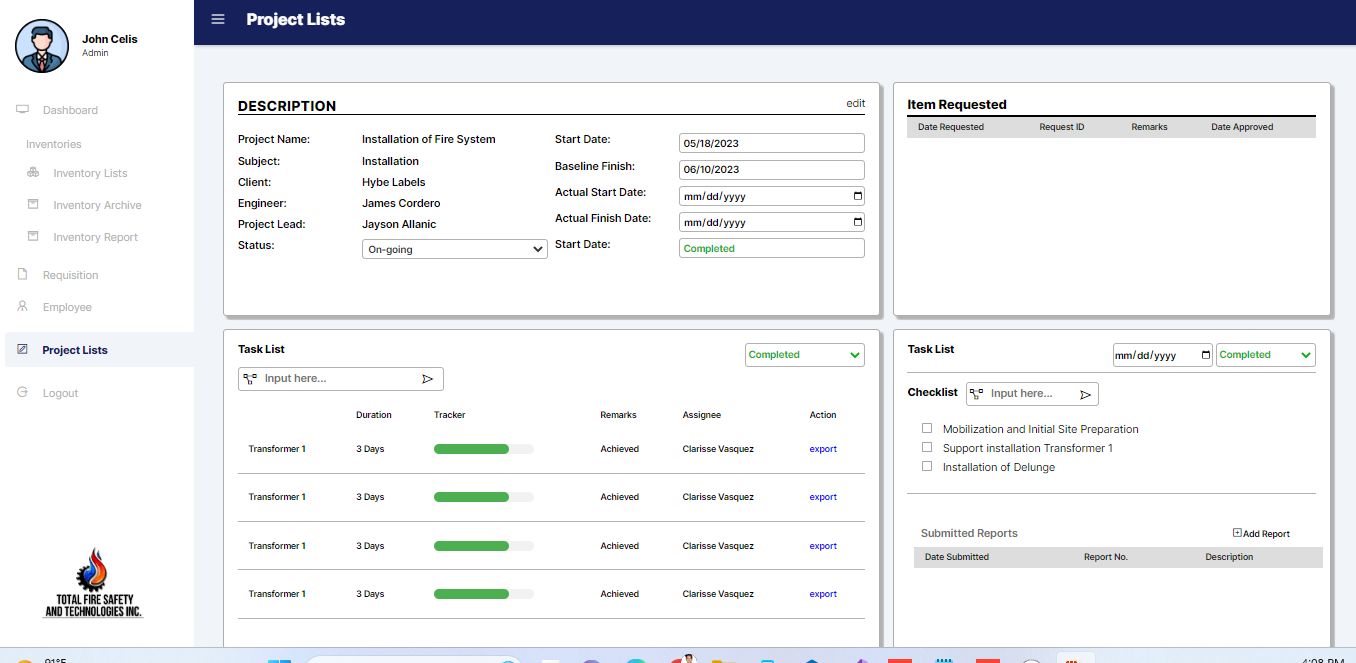 John Celis
Admin
Dashboard
Inventories
Inventory Lists
Inventory Archive
Inventory Report
Requisition
Employee
Project Lists
Logout
TOTAL FIRE SAFETY
AND TECHNOLOGIES INC.
Project Lists
DESCRIPTION edit
Project Name: Installation of Fire System Start Date: 05/18/2023
Subject: Installation Baseline Finish: 06/10/2023
Client: Hybe Labels Actual Start Date: mm/dd/yyyy
Engineer: James Cordero Actual Finish Date: mm/dd/yyyy
Project Lead: Jayson Allanic Start Date: Completed
Status: On-going
Item Requested
Date Requested Request ID Remarks Date Approved
Task List Completed
Input here...
Duration Tracker Remarks Assignee Action
Transformer 1 3 Days Achieved Clarisse Vasquez export
Transformer 1 3 Days Achieved Clarisse Vasquez export
Transformer 1 3 Days Achieved Clarisse Vasquez export
Transformer 1 3 Days Achieved Clarisse Vasquez export
Task List mm/dd/yyyy Completed
Checklist Input here...
Mobilization and Initial Site Preparation
Support installation Transformer 1
Installation of Delunge
Submitted Reports Add Report
Date Submitted Report No. Description
91°F 4:08 PM